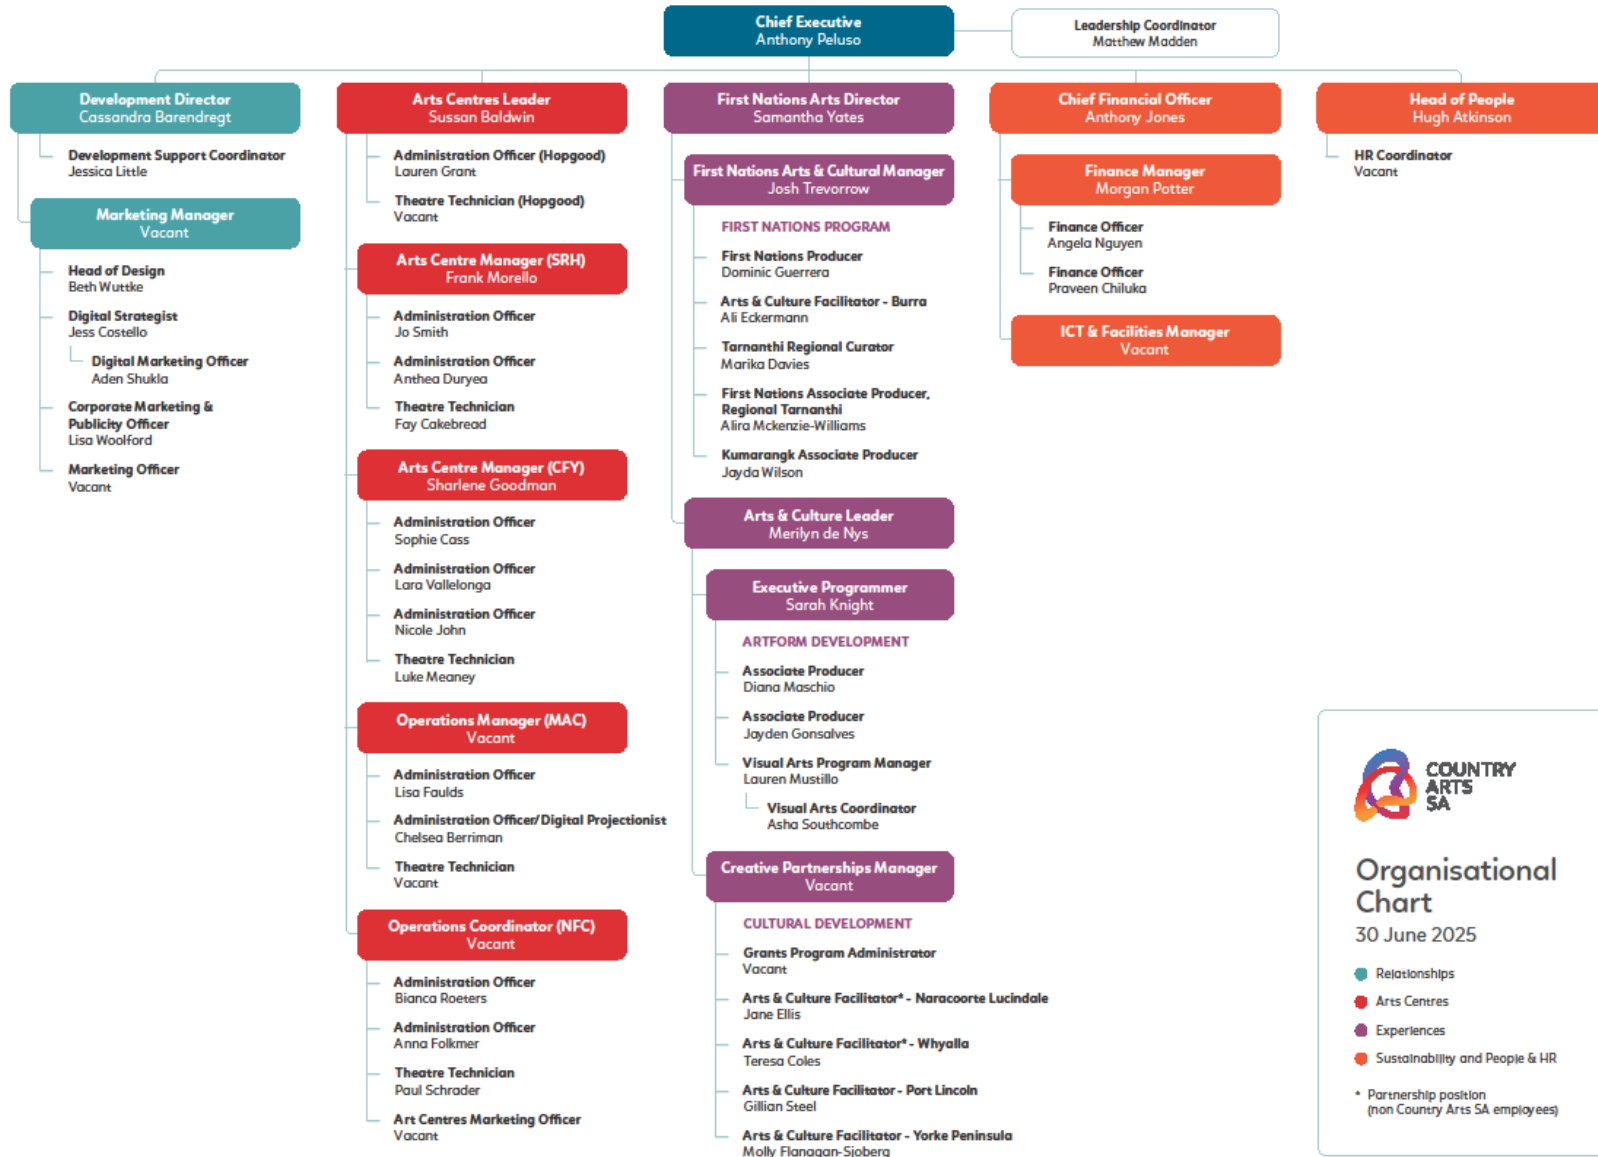 Chief Executive
Anthony Peluso
Leadership Coordinator
Matthew Madden
Development Director
Cassandra Barendregt
Development Support Coordinator
Jessica Little
Marketing Manager
Vacant
Head of Design
Beth Wuttke
Digital Strategist
Jess Costello
Digital Marketing Officer
Aden Shukla
Corporate Marketing &
Publicity Officer
Lisa Woolford
Marketing Officer
Vacant
Arts Centres Leader
Sussan Baldwin
Administration Officer (Hopgood)
Lauren Grant
Theatre Technician (Hopgood)
Vacant
Arts Centre Manager (SRH)
Frank Morello
Administration Officer
Jo Smith
Administration Officer
Anthea Duryea
Theatre Technician
Fay Cakebread
Arts Centre Manager (CFY)
Sharlene Goodman
Administration Officer
Sophie Cass
Administration Officer
Lara Vallelonga
Administration Officer
Nicole John
Theatre Technician
Luke Meaney
Operations Manager (MAC)
Vacant
Administration Officer
Lisa Faulds
Administration Officer/Digital Projectionist
Chelsea Berriman
Theatre Technician
Vacant
Operations Coordinator (NFC)
Vacant
Administration Officer
Bianca Roeters
Administration Officer
Anna Folkmer
Theatre Technician
Paul Schrader
Art Centres Marketing Officer
Vacant
First Nations Arts Director
Samantha Yates
First Nations Arts & Cultural Manager
Josh Trevorrow
FIRST NATIONS PROGRAM
First Nations Producer
Dominic Guerrera
Arts & Culture Facilitator - Burra
Ali Eckermann
Tarnanthi Regional Curator
Marika Davies
First Nations Associate Producer,
Regional Tarnanthi
Alira Mckenzie-Williams
Kumarangk Associate Producer
Jayda Wilson
Arts & Culture Leader
Merilyn de Nys
Executive Programmer
Sarah Knight
ARTFORM DEVELOPMENT
Associate Producer
Diana Maschio
Associate Producer
Jayden Gonsalves
Visual Arts Program Manager
Lauren Mustillo
Visual Arts Coordinator
Asha Southcombe
Creative Partnerships Manager
Vacant
CULTURAL DEVELOPMENT
Grants Program Administrator
Vacant
Arts & Culture Facilitator* - Naracoorte Lucindale
Jane Ellis
Arts & Culture Facilitator* - Whyalla
Teresa Coles
Arts & Culture Facilitator - Port Lincoln
Gillian Steel
Arts & Culture Facilitator - Yorke Peninsula
Molly Flanagan-Sjoberg
Chief Financial Officer
Anthony Jones
Finance Manager
Morgan Potter
Finance Officer
Angela Nguyen
Finance Officer
Praveen Chiluka
ICT & Facilities Manager
Vacant
Head of People
Hugh Atkinson
HR Coordinator
Vacant
COUNTRY
ARTS
SA
Organisational
Chart
30 June 2025
Relationships
Arts Centres
Experiences
Sustainability and People & HR
* Partnership position
(non Country Arts SA employees)